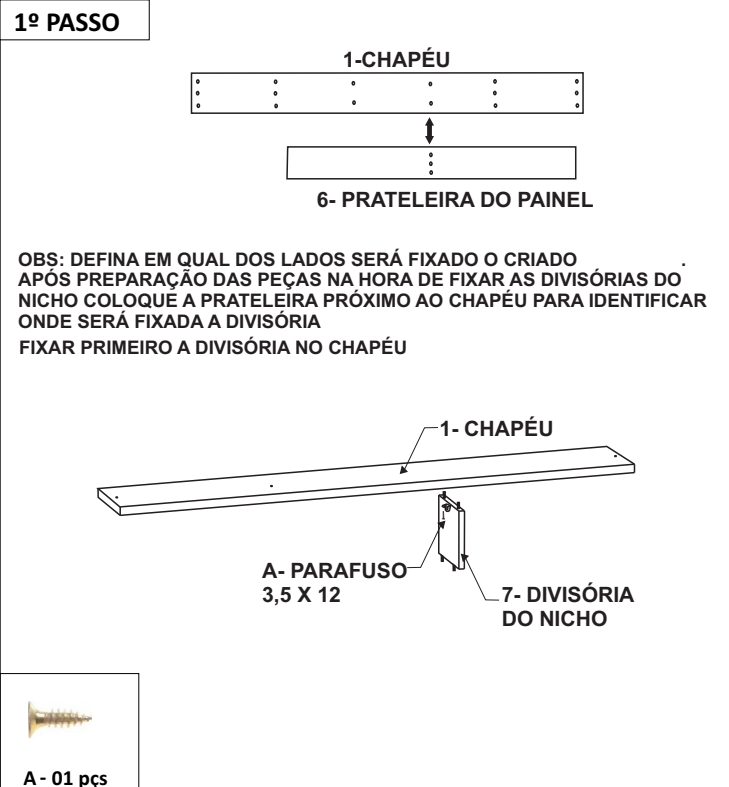 1º PASSO
1-CHAPÉU
6- PRATELEIRA DO PAINEL
OBS: DEFINA EM QUAL DOS LADOS SERÁ FIXADO O CRIADO .
APÓS PREPARAÇÃO DAS PEÇAS NA HORA DE FIXAR AS DIVISÓRIAS DO
NICHO COLOQUE A PRATELEIRA PRÓXIMO AO CHAPÉU PARA IDENTIFICAR
ONDE SERÁ FIXADA A DIVISÓRIA
FIXAR PRIMEIRO A DIVISÓRIA NO CHAPÉU
1- CHAPÉU
A- PARAFUSO
3,5 X 12
7- DIVISÓRIA
DO NICHO
A - 01 pçs